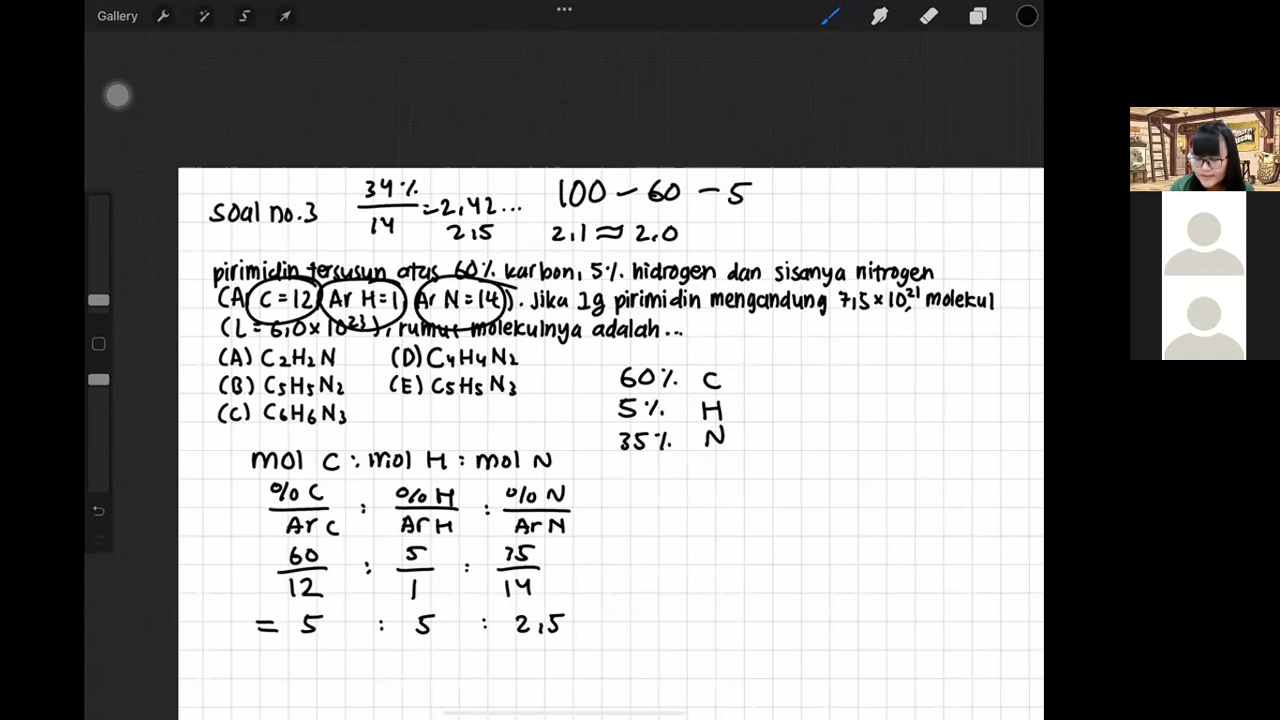 Gallery
soal no.3
34%
14
=2,42...
2,5
100 - 60 - 5
2,1 ≈ 2,0
pirimidin tersusun atas 60% karbon, 5% hidrogen dan sisanya nitrogen
(Ar C=12, Ar H=1, Ar N=14). Jika 1g pirimidin mengandung 7,5×10²¹ molekul
(L = 6,0×10²³), rumus molekulnya adalah...
(A) C₂H₂N (D) C₄H₄N₂
(B) C₅H₅N₂ (E) C₅H₅N₃
(C) C₆H₆N₃
60% C
5% H
35% N
mol C : mol H : mol N
%C : %H : %N
Ar C Ar H Ar N
60 : 5 : 35
12 1 14
= 5 : 5 : 2,5